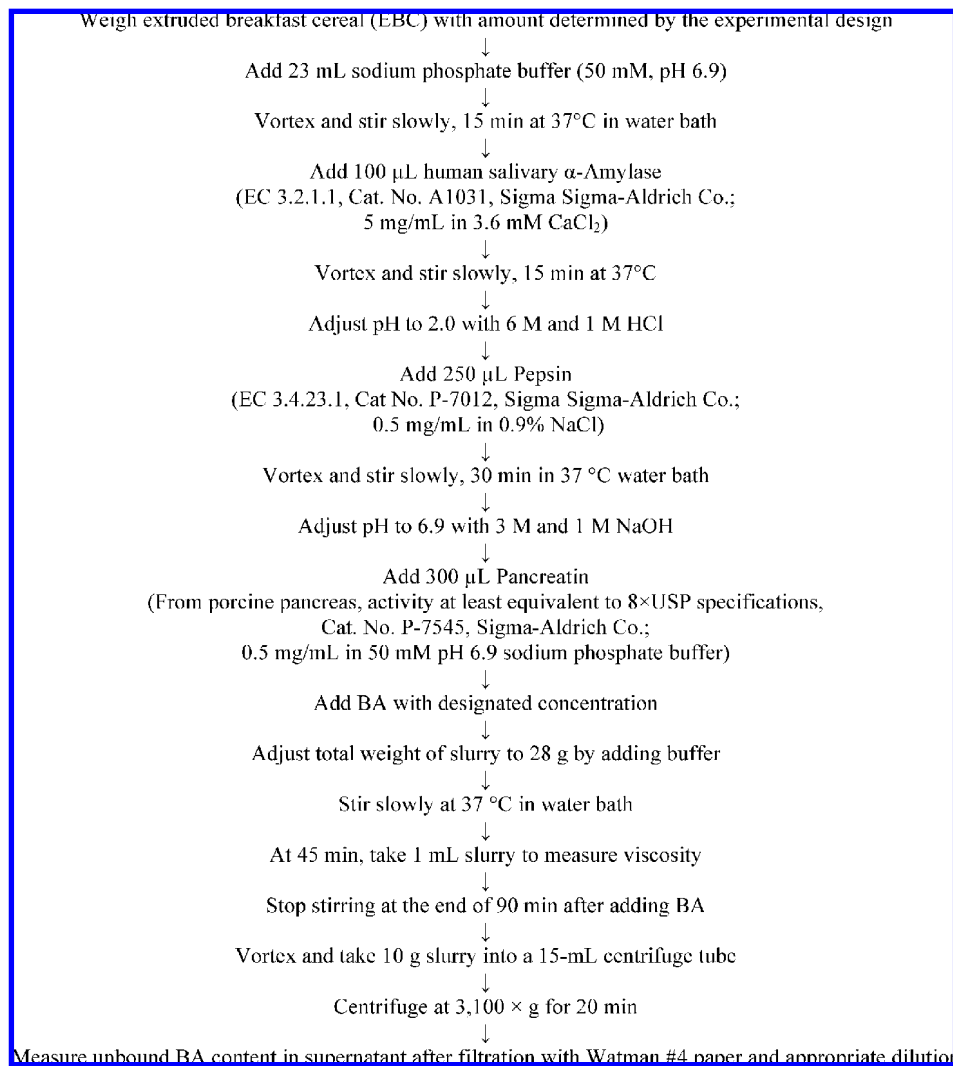 Weigh extruded breakfast cereal (EBC) with amount determined by the experimental design
↓
Add 23 mL sodium phosphate buffer (50 mM, pH 6.9)
↓
Vortex and stir slowly, 15 min at 37°C in water bath
↓
Add 100 µL human salivary α-Amylase
(EC 3.2.1.1, Cat. No. A1031, Sigma Sigma-Aldrich Co.;
5 mg/mL in 3.6 mM CaCl₂)
↓
Vortex and stir slowly, 15 min at 37°C
↓
Adjust pH to 2.0 with 6 M and 1 M HCl
↓
Add 250 µL Pepsin
(EC 3.4.23.1, Cat No. P-7012, Sigma Sigma-Aldrich Co.;
0.5 mg/mL in 0.9% NaCl)
↓
Vortex and stir slowly, 30 min in 37 °C water bath
↓
Adjust pH to 6.9 with 3 M and 1 M NaOH
↓
Add 300 µL Pancreatin
(From porcine pancreas, activity at least equivalent to 8×USP specifications,
Cat. No. P-7545, Sigma-Aldrich Co.;
0.5 mg/mL in 50 mM pH 6.9 sodium phosphate buffer)
↓
Add BA with designated concentration
↓
Adjust total weight of slurry to 28 g by adding buffer
↓
Stir slowly at 37 °C in water bath
↓
At 45 min, take 1 mL slurry to measure viscosity
↓
Stop stirring at the end of 90 min after adding BA
↓
Vortex and take 10 g slurry into a 15-mL centrifuge tube
↓
Centrifuge at 3,100 × g for 20 min
↓
Measure unbound BA content in supernatant after filtration with Watman #4 paper and appropriate dilution